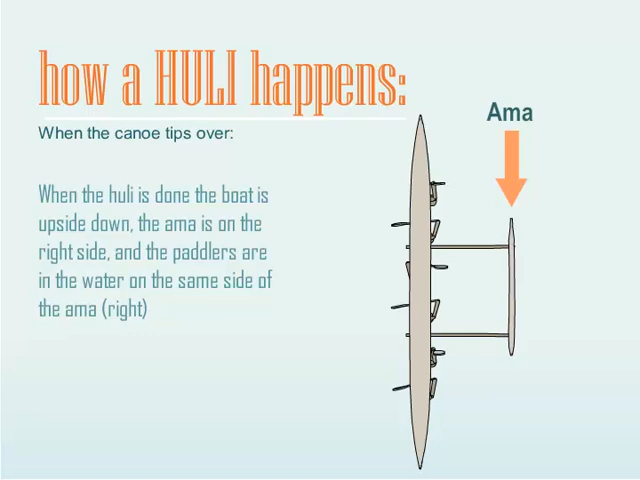 how a HULI happens:
Ama
When the canoe tips over:
When the huli is done the boat is
upside down, the ama is on the
right side, and the paddlers are
in the water on the same side of
the ama (right)